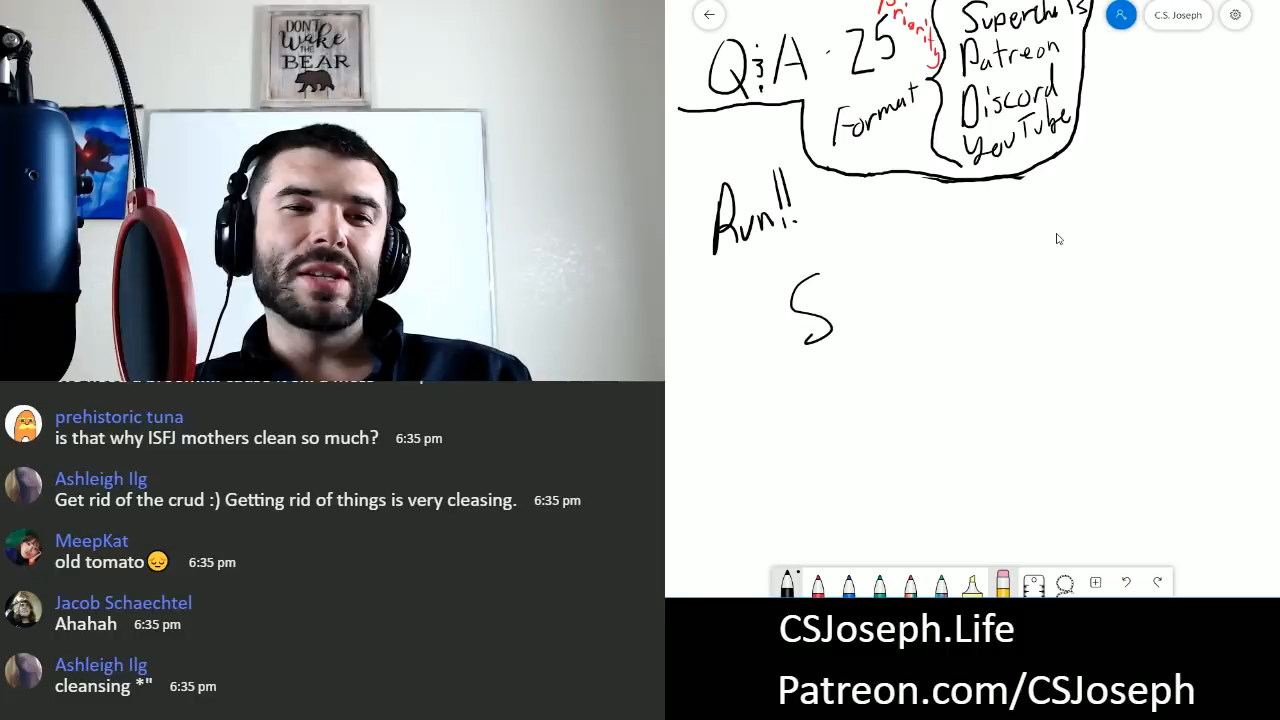 DON'T
Wake
THE
BEAR
prehistoric tuna
is that why ISFJ mothers clean so much? 6:35 pm
Ashleigh Ilg
Get rid of the crud :) Getting rid of things is very cleasing. 6:35 pm
MeepKat
old tomato😔 6:35 pm
Jacob Schaechtel
Ahahah 6:35 pm
Ashleigh Ilg
cleansing *" 6:35 pm
C.S. Joseph
Q&A · 25
Format
Priority
Patreon
Discord
YouTube
Run!!
S
CSJoseph.Life
Patreon.com/CSJoseph